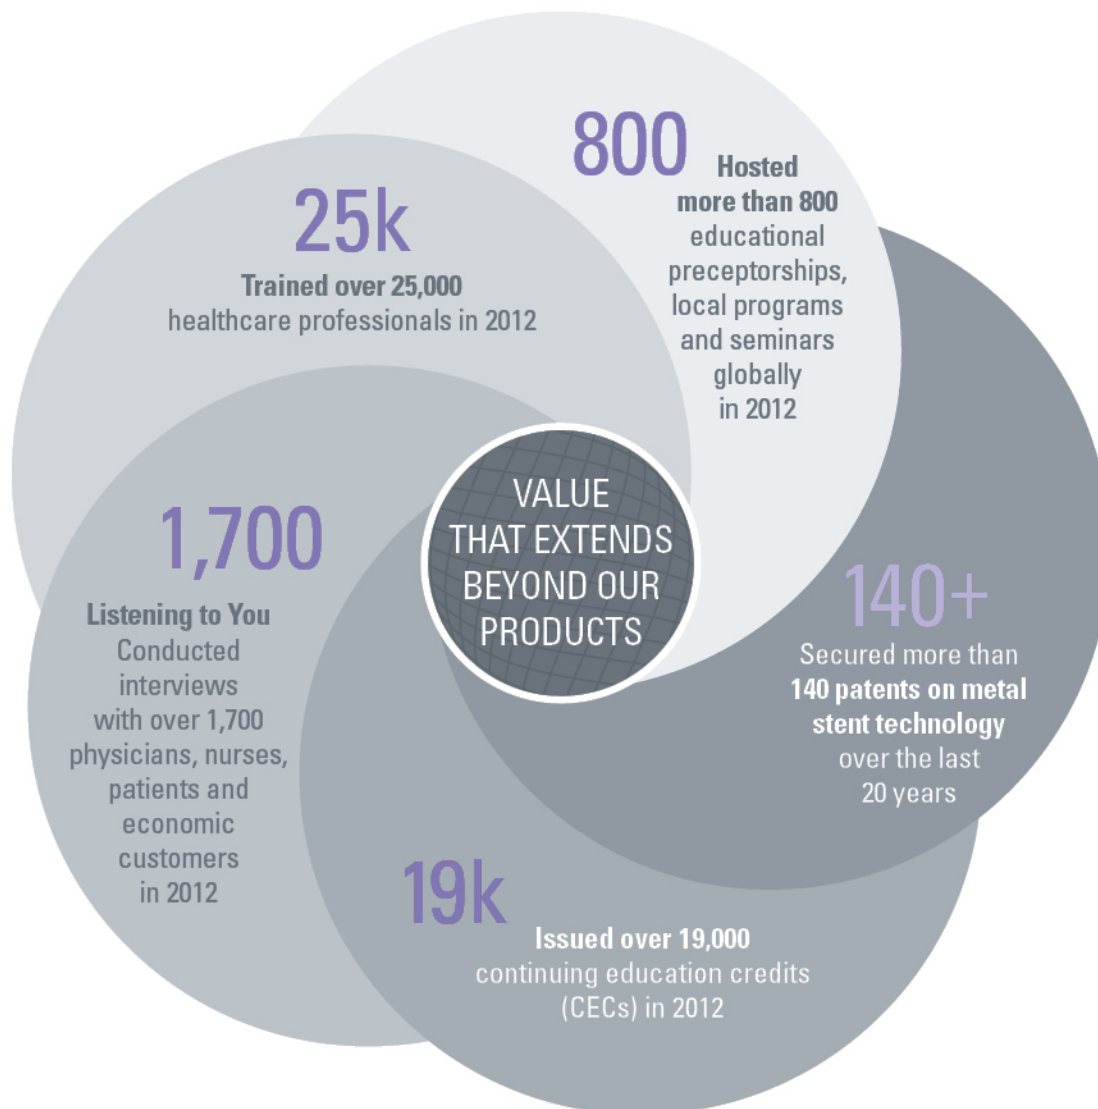 800
Hosted
more than 800
educational
preceptorships,
local programs
and seminars
globally
in 2012
25k
Trained over 25,000
healthcare professionals in 2012
VALUE
THAT EXTENDS
BEYOND OUR
PRODUCTS
1,700
Listening to You
Conducted
interviews
with over 1,700
physicians, nurses,
patients and
economic
customers
in 2012
140+
Secured more than
140 patents on metal
stent technology
over the last
20 years
19k
Issued over 19,000
continuing education credits
(CECs) in 2012